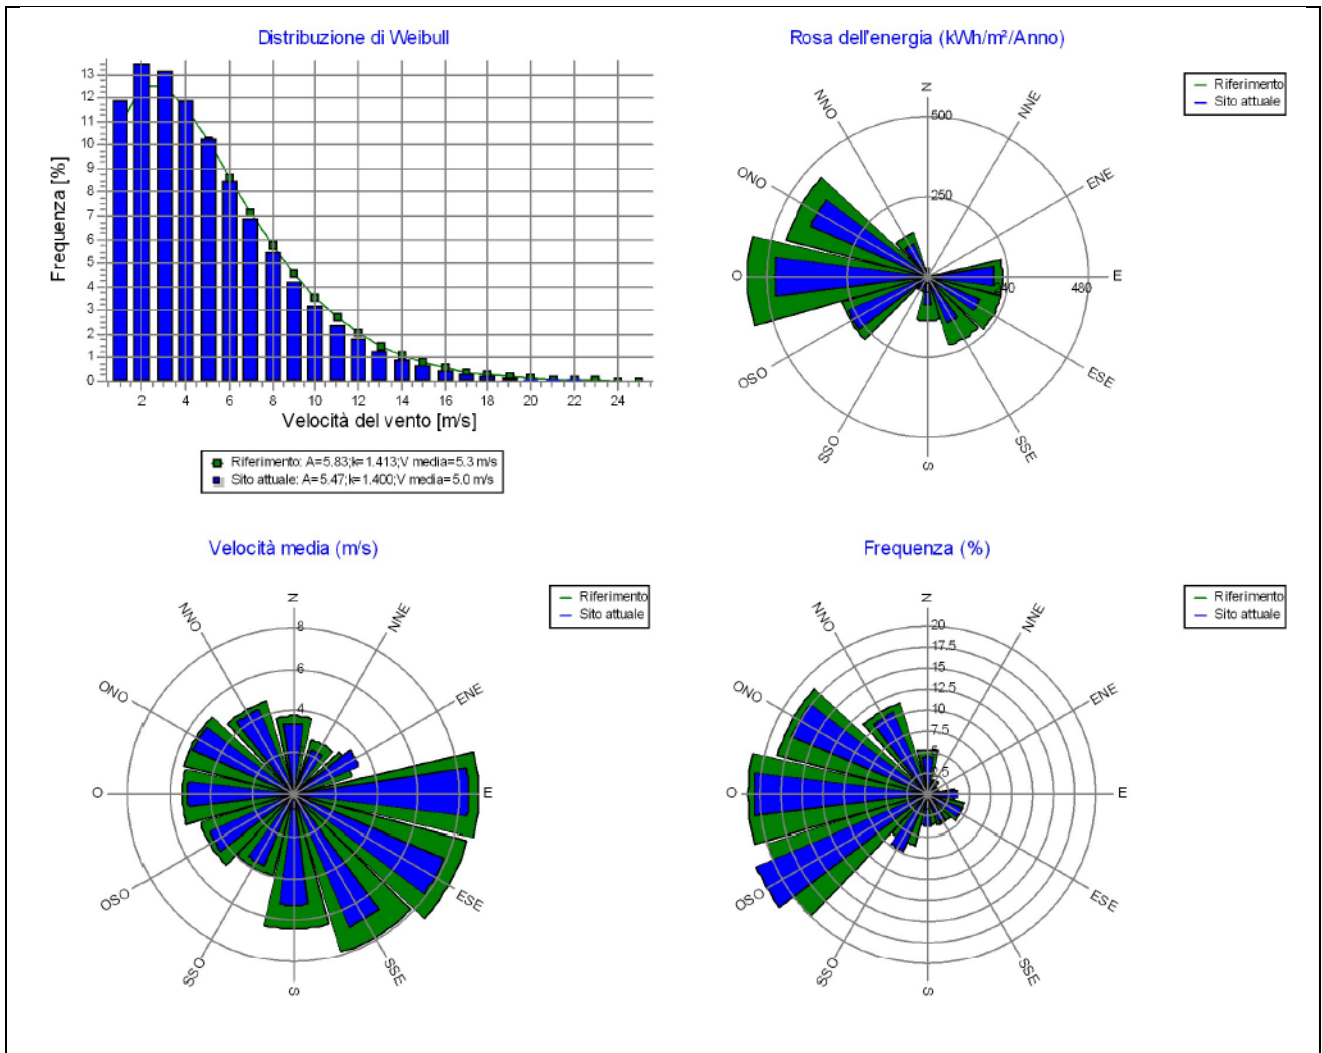 Distribuzione di Weibull
Frequenza [%]
13
12
11
10
9
8
7
6
5
4
3
2
1
0
2 4 6 8 10 12 14 16 18 20 22 24
Velocità del vento [m/s]
Riferimento: A=5.83;k=1.413;V media=5.3 m/s
Sito attuale: A=5.47;k=1.400;V media=5.0 m/s
Rosa dell'energia (kWh/m²/Anno)
Riferimento
Sito attuale
N
NNE
ENE
E
ESE
SSE
S
SSO
OSO
O
ONO
NNO
500
250
480
Velocità media (m/s)
Riferimento
Sito attuale
N
NNE
ENE
E
ESE
SSE
S
SSO
OSO
O
ONO
NNO
8
6
4
Frequenza (%)
Riferimento
Sito attuale
N
NNE
ENE
E
ESE
SSE
S
SSO
OSO
O
ONO
NNO
20
17.5
15
12.5
10
7.5